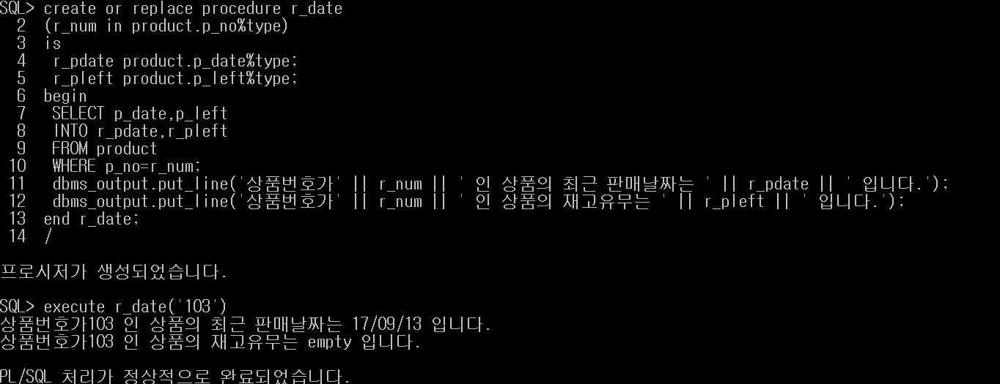 SQL> create or replace procedure r_date
2 (r_num in product.p_no%type)
3 is
4 r_pdate product.p_date%type;
5 r_pleft product.p_left%type;
6 begin
7 SELECT p_date,p_left
8 INTO r_pdate,r_pleft
9 FROM product
10 WHERE p_no=r_num;
11 dbms_output.put_line('상품번호가' || r_num || ' 인 상품의 최근 판매날짜는 ' || r_pdate || ' 입니다.');
12 dbms_output.put_line('상품번호가' || r_num || ' 인 상품의 재고유무는 ' || r_pleft || ' 입니다.');
13 end r_date;
14 /
프로시저가 생성되었습니다.
SQL> execute r_date('103')
상품번호가103 인 상품의 최근 판매날짜는 17/09/13 입니다.
상품번호가103 인 상품의 재고유무는 empty 입니다.
PL/SQL 처리가 정상적으로 완료되었습니다.